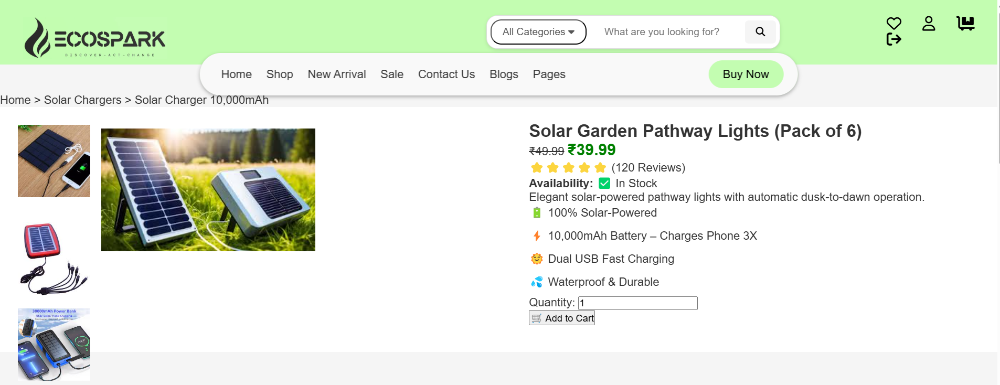 ECOSPARK
DISCOVER-ACT-CHANGE
All Categories
What are you looking for?
Home Shop New Arrival Sale Contact Us Blogs Pages Buy Now
Home > Solar Chargers > Solar Charger 10,000mAh
Solar Garden Pathway Lights (Pack of 6)
₹49.99 ₹39.99
(120 Reviews)
Availability: ✅ In Stock
Elegant solar-powered pathway lights with automatic dusk-to-dawn operation.
100% Solar-Powered
10,000mAh Battery – Charges Phone 3X
Dual USB Fast Charging
Waterproof & Durable
Quantity: 1
Add to Cart
30000mAh Power Bank
USB/ Solar/ Hand Charging